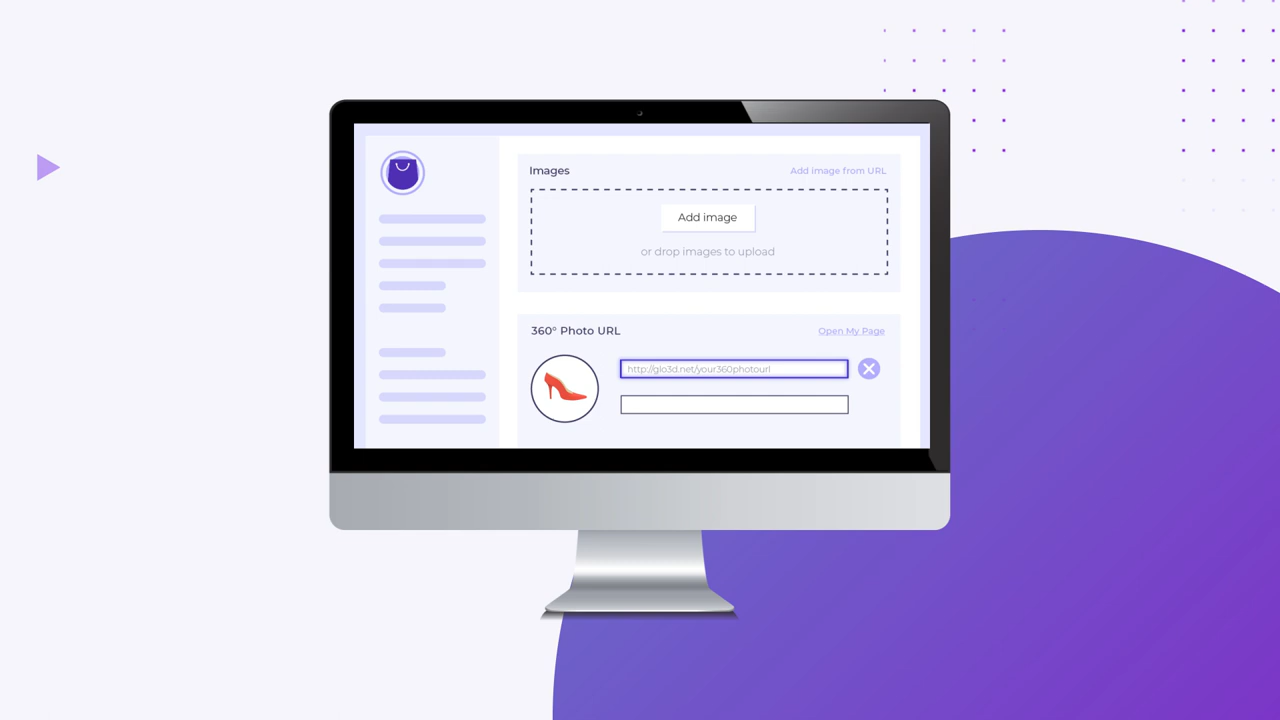 Images
Add image from URL
Add image
or drop images to upload
360° Photo URL
Open My Page
http://glo3d.net/your360photourl